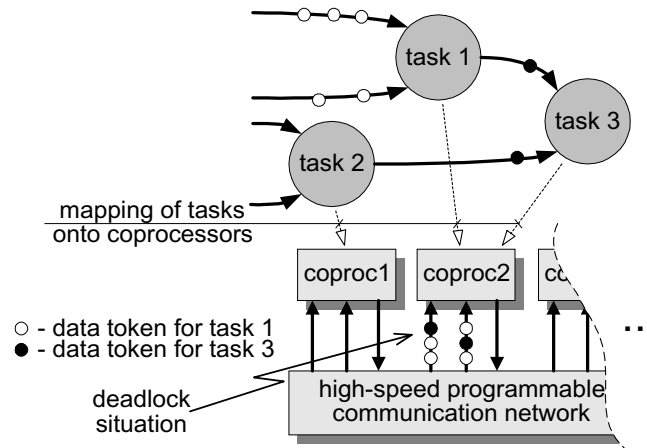 task 1
task 3
task 2
mapping of tasks
onto coprocessors
coproc1
coproc2
- data token for task 1
- data token for task 3
deadlock
situation
high-speed programmable
communication network